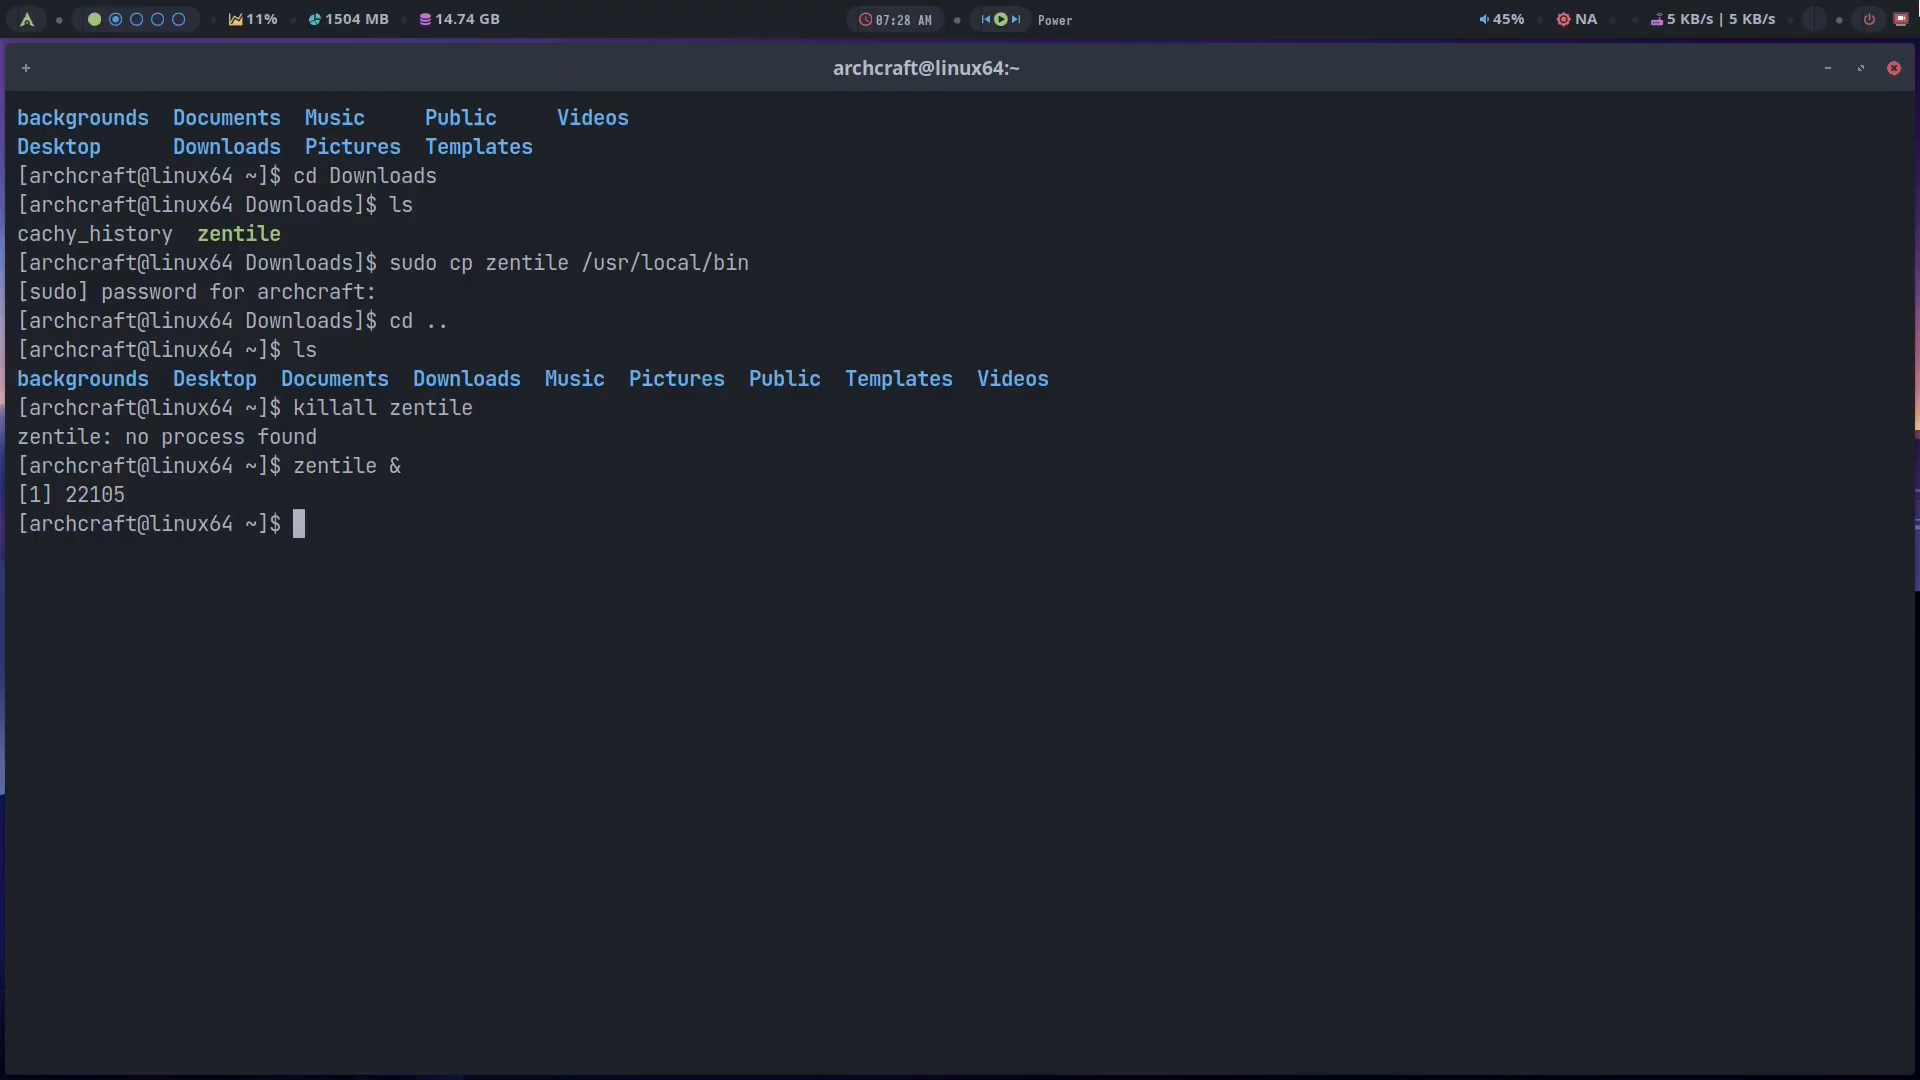 11% 1504 MB 14.74 GB 07:28 AM Power 45% NA 5 KB/s | 5 KB/s
+ archcraft@linux64:~
backgrounds Documents Music Public Videos
Desktop Downloads Pictures Templates
[archcraft@linux64 ~]$ cd Downloads
[archcraft@linux64 Downloads]$ ls
cachy_history zentile
[archcraft@linux64 Downloads]$ sudo cp zentile /usr/local/bin
[sudo] password for archcraft:
[archcraft@linux64 Downloads]$ cd ..
[archcraft@linux64 ~]$ ls
backgrounds Desktop Documents Downloads Music Pictures Public Templates Videos
[archcraft@linux64 ~]$ killall zentile
zentile: no process found
[archcraft@linux64 ~]$ zentile &
[1] 22105
[archcraft@linux64 ~]$